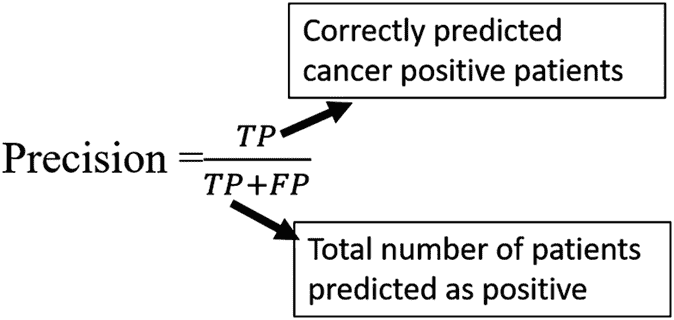 Correctly predicted
cancer positive patients
Precision = TP / TP+FP
Total number of patients
predicted as positive